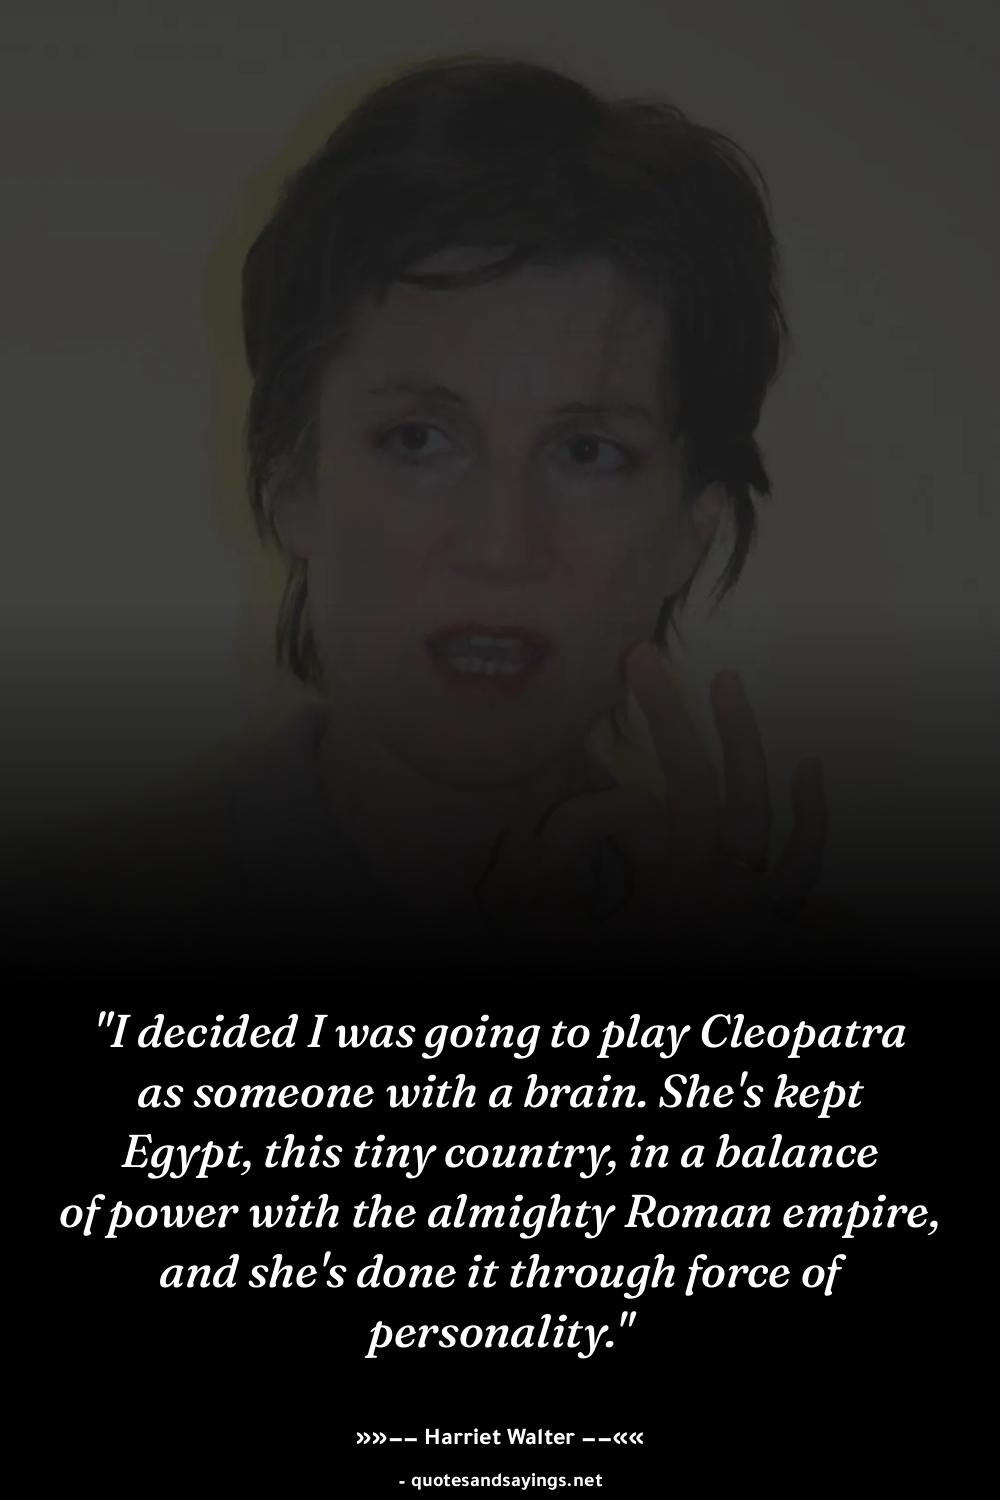 "I decided I was going to play Cleopatra
as someone with a brain. She's kept
Egypt, this tiny country, in a balance
of power with the almighty Roman empire,
and she's done it through force of
personality."
»»−− Harriet Walter −−««
- quotesandsayings.net